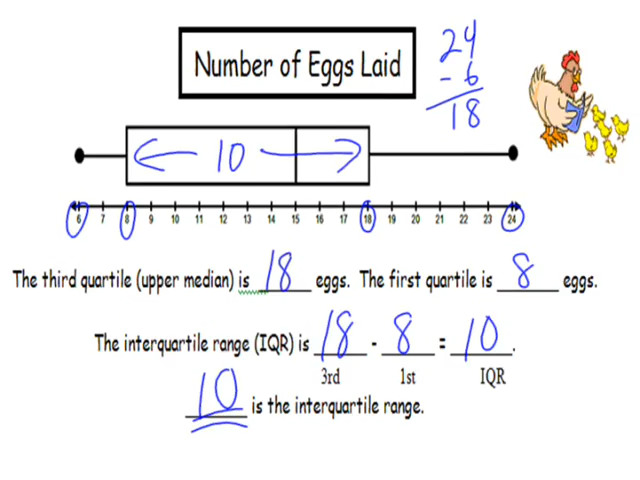 Number of Eggs Laid
24
- 6
18
10
6 7 8 9 10 11 12 13 14 15 16 17 18 19 20 21 22 23 24
The third quartile (upper median) is 18 eggs. The first quartile is 8 eggs.
The interquartile range (IQR) is 18 - 8 = 10.
3rd 1st IQR
10 is the interquartile range.